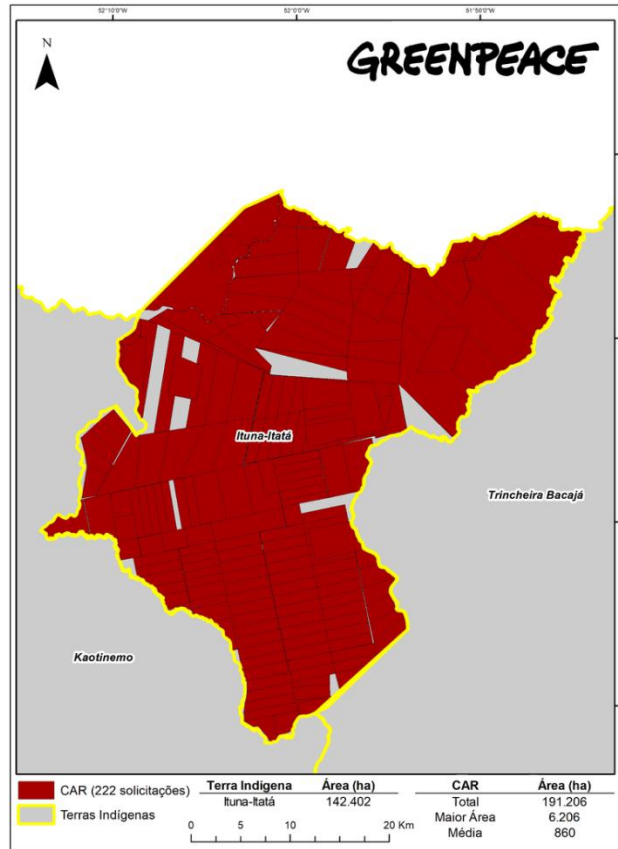 52°10'0"W 52°0'0"W 51°50'0"W
N
GREENPEACE
Ituna-Itatá
Trincheira Bacajá
Kaotinemo
CAR (222 solicitações)
Terras Indígenas
Terra Indígena Área (ha)
Ituna-Itatá 142.402
0 5 10 20 Km
CAR Área (ha)
Total 191.206
Maior Área 6.206
Média 860